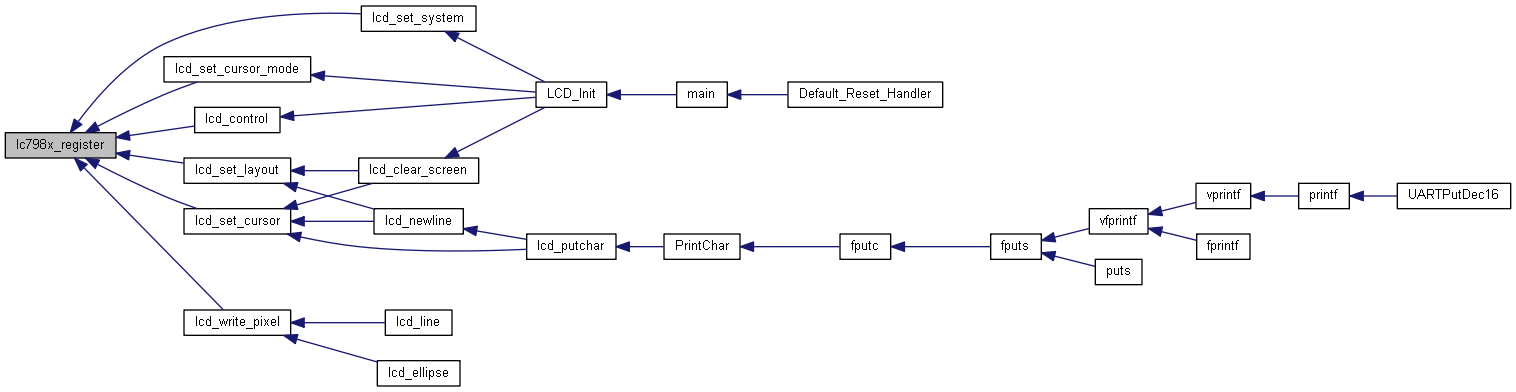 lcd_set_system
lcd_set_cursor_mode
LCD_Init
main
Default_Reset_Handler
lcd_control
lc798x_register
lcd_set_layout
lcd_clear_screen
vprintf
printf
UARTPutDec16
lcd_set_cursor
lcd_newline
vfprintf
lcd_putchar
PrintChar
fputc
fputs
fprintf
puts
lcd_write_pixel
lcd_line
lcd_ellipse